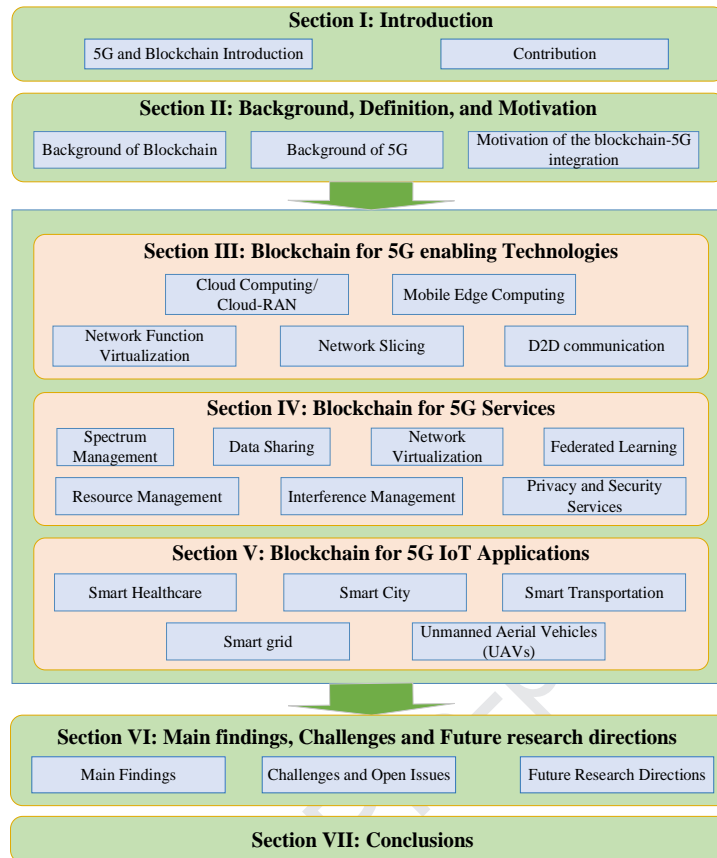 Section I: Introduction
5G and Blockchain Introduction
Contribution
Section II: Background, Definition, and Motivation
Background of Blockchain
Background of 5G
Motivation of the blockchain-5G
integration
Section III: Blockchain for 5G enabling Technologies
Cloud Computing/
Cloud-RAN
Mobile Edge Computing
Network Function
Virtualization
Network Slicing
D2D communication
Section IV: Blockchain for 5G Services
Spectrum
Management
Data Sharing
Network
Virtualization
Federated Learning
Resource Management
Interference Management
Privacy and Security
Services
Section V: Blockchain for 5G IoT Applications
Smart Healthcare
Smart City
Smart Transportation
Smart grid
Unmanned Aerial Vehicles
(UAVs)
Section VI: Main findings, Challenges and Future research directions
Main Findings
Challenges and Open Issues
Future Research Directions
Section VII: Conclusions